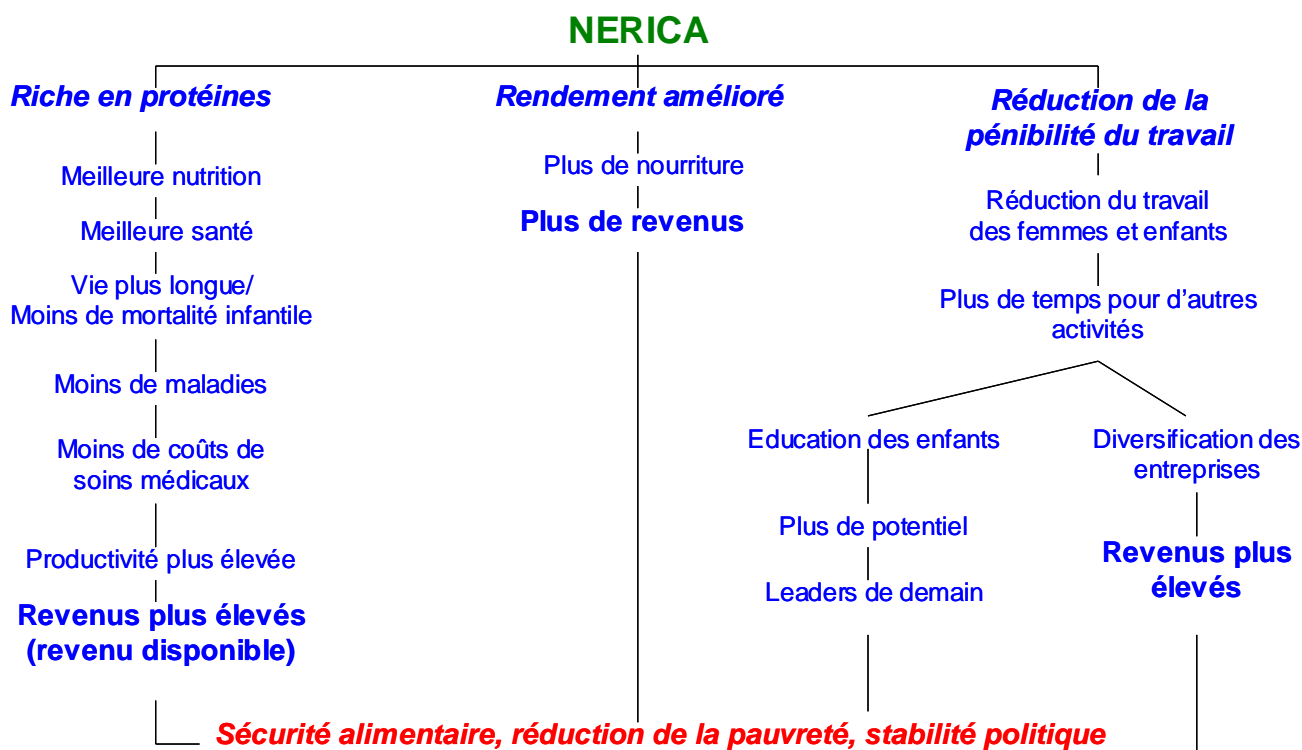 NERICA
Riche en protéines
Meilleure nutrition
Meilleure santé
Vie plus longue/
Moins de mortalité infantile
Moins de maladies
Moins de coûts de
soins médicaux
Productivité plus élevée
Revenus plus élevés
(revenu disponible)
Rendement amélioré
Plus de nourriture
Plus de revenus
Réduction de la
pénibilité du travail
Réduction du travail
des femmes et enfants
Plus de temps pour d'autres
activités
Education des enfants
Plus de potentiel
Leaders de demain
Diversification des
entreprises
Revenus plus
élevés
Sécurité alimentaire, réduction de la pauvreté, stabilité politique